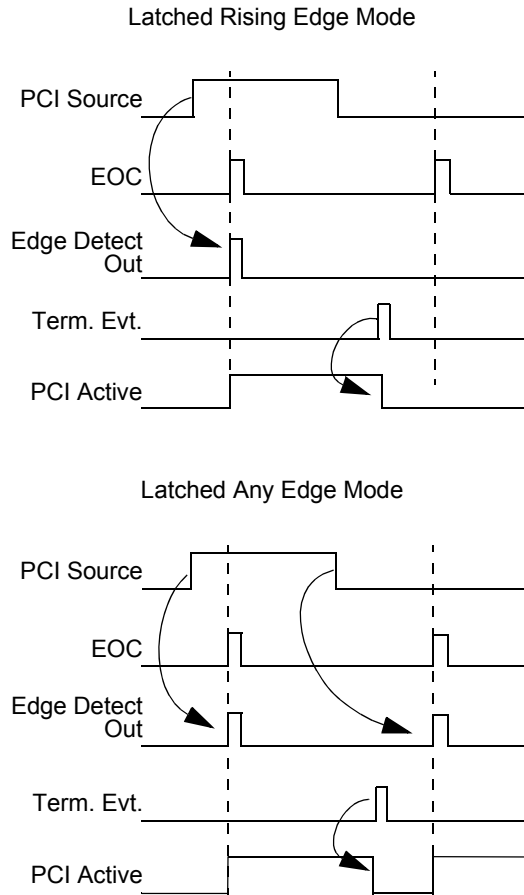 Latched Rising Edge Mode
PCI Source
EOC
Edge Detect
Out
Term. Evt.
PCI Active
Latched Any Edge Mode
PCI Source
EOC
Edge Detect
Out
Term. Evt.
PCI Active